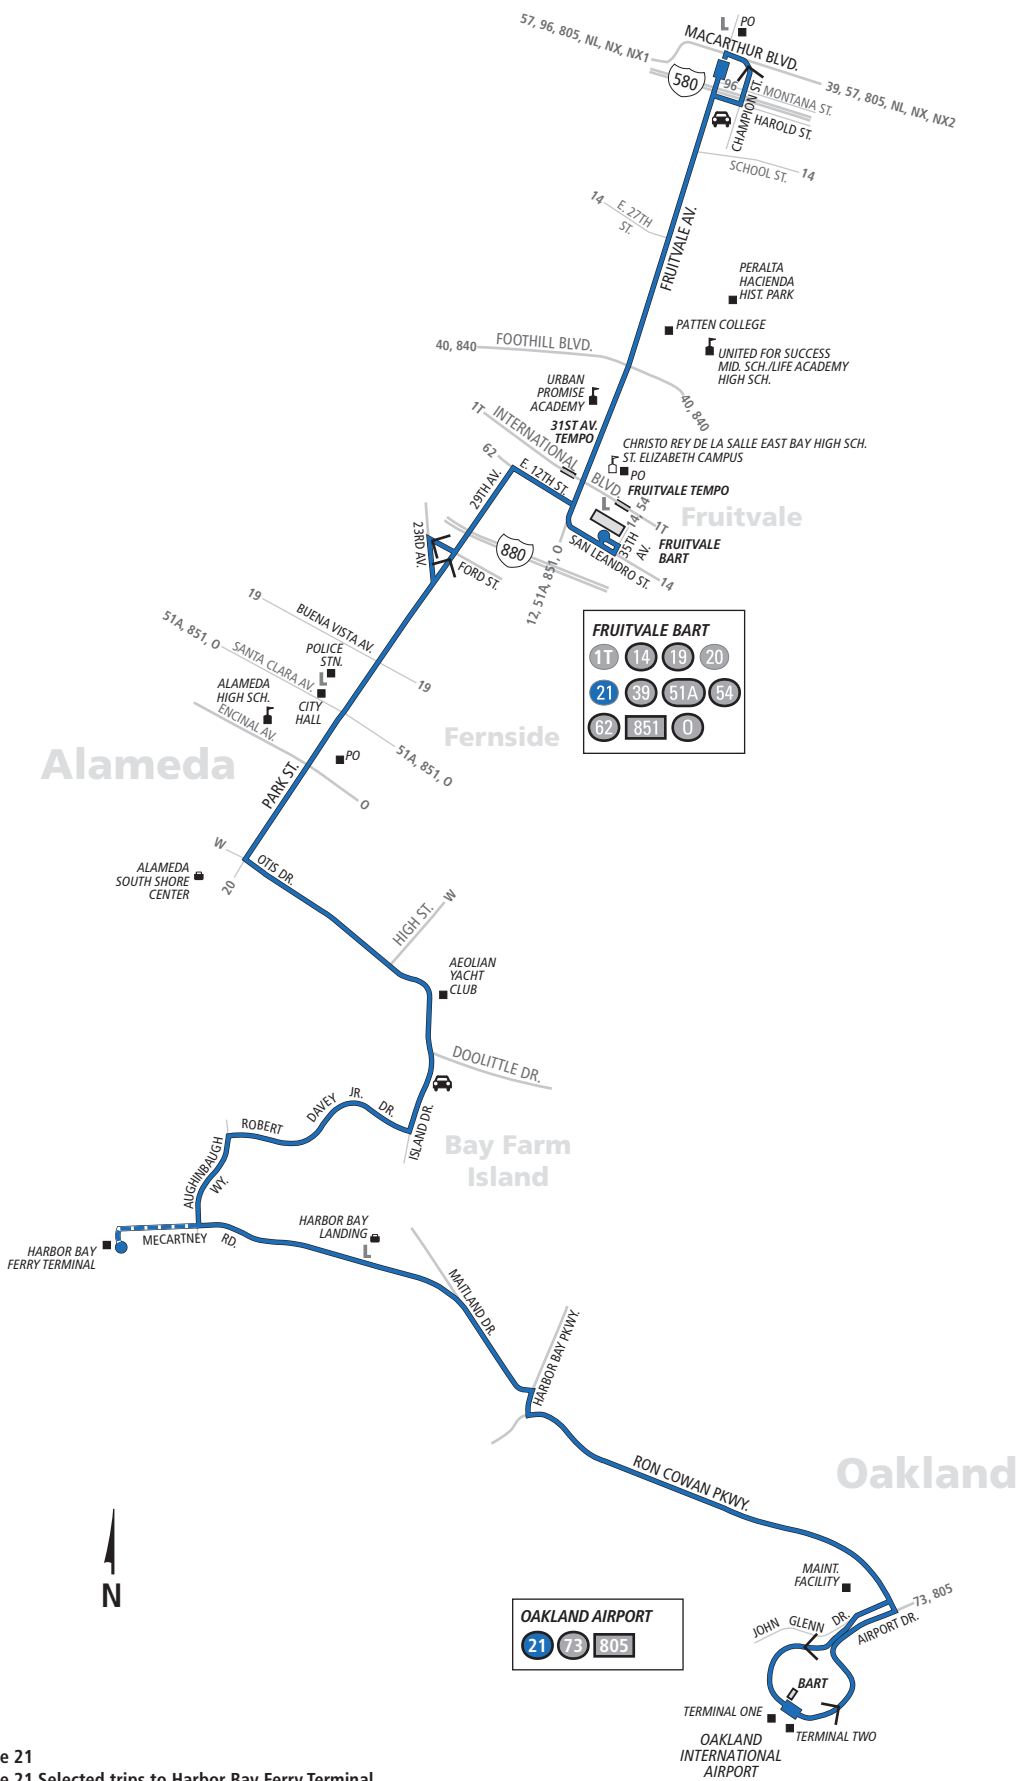 PO
57, 96, 805, NL, NX, NX1
MACARTHUR BLVD.
580
96
MONTANA ST.
39, 57, 805, NL, NX, NX2
CHAMPION ST.
HAROLD ST.
SCHOOL ST.
14
14
E. 27TH
ST.
FRUITVALE AV.
PERALTA
HACIENDA
HIST. PARK
PATTEN COLLEGE
40, 840
FOOTHILL BLVD.
UNITED FOR SUCCESS
MID. SCH./LIFE ACADEMY
HIGH SCH.
URBAN
PROMISE
ACADEMY
40, 840
1T
INTERNATIONAL
BLVD.
31ST AV.
TEMPO
CHRISTO REY DE LA SALLE EAST BAY HIGH SCH.
ST. ELIZABETH CAMPUS
62
E. 12TH ST.
PO
FRUITVALE TEMPO
29TH AV.
14, 54
1T
Fruitvale
23RD AV.
880
35TH
AV.
FRUITVALE
BART
SAN LEANDRO ST.
FORD ST.
14
12, 51A, 851, O
19
BUENA VISTA AV.
51A, 851, O
SANTA CLARA AV.
POLICE
STN.
19
ALAMEDA
HIGH SCH.
CITY
HALL
ENCINAL AV.
FRUITVALE BART
1T 14 19 20
21 39 51A 54
62 851 O
Fernside
51A, 851, O
PO
Alameda
PARK ST.
O
W
20
OTIS DR.
ALAMEDA
SOUTH SHORE
CENTER
HIGH ST.
W
AEOLIAN
YACHT
CLUB
DOOLITTLE DR.
ROBERT DAVEY JR. DR.
ISLAND DR.
Bay Farm
Island
AUGHINBAUGH
WY.
MECARTNEY RD.
HARBOR BAY
LANDING
HARBOR BAY
FERRY TERMINAL
MAITLAND DR.
HARBOR BAY PKWY.
RON COWAN PKWY.
Oakland
N
MAINT.
FACILITY
73, 805
JOHN GLENN DR.
AIRPORT DR.
OAKLAND AIRPORT
21 73 805
BART
TERMINAL ONE
TERMINAL TWO
OAKLAND
INTERNATIONAL
AIRPORT
e 21
e 21 Selected trips to Harbor Bay Ferry Terminal